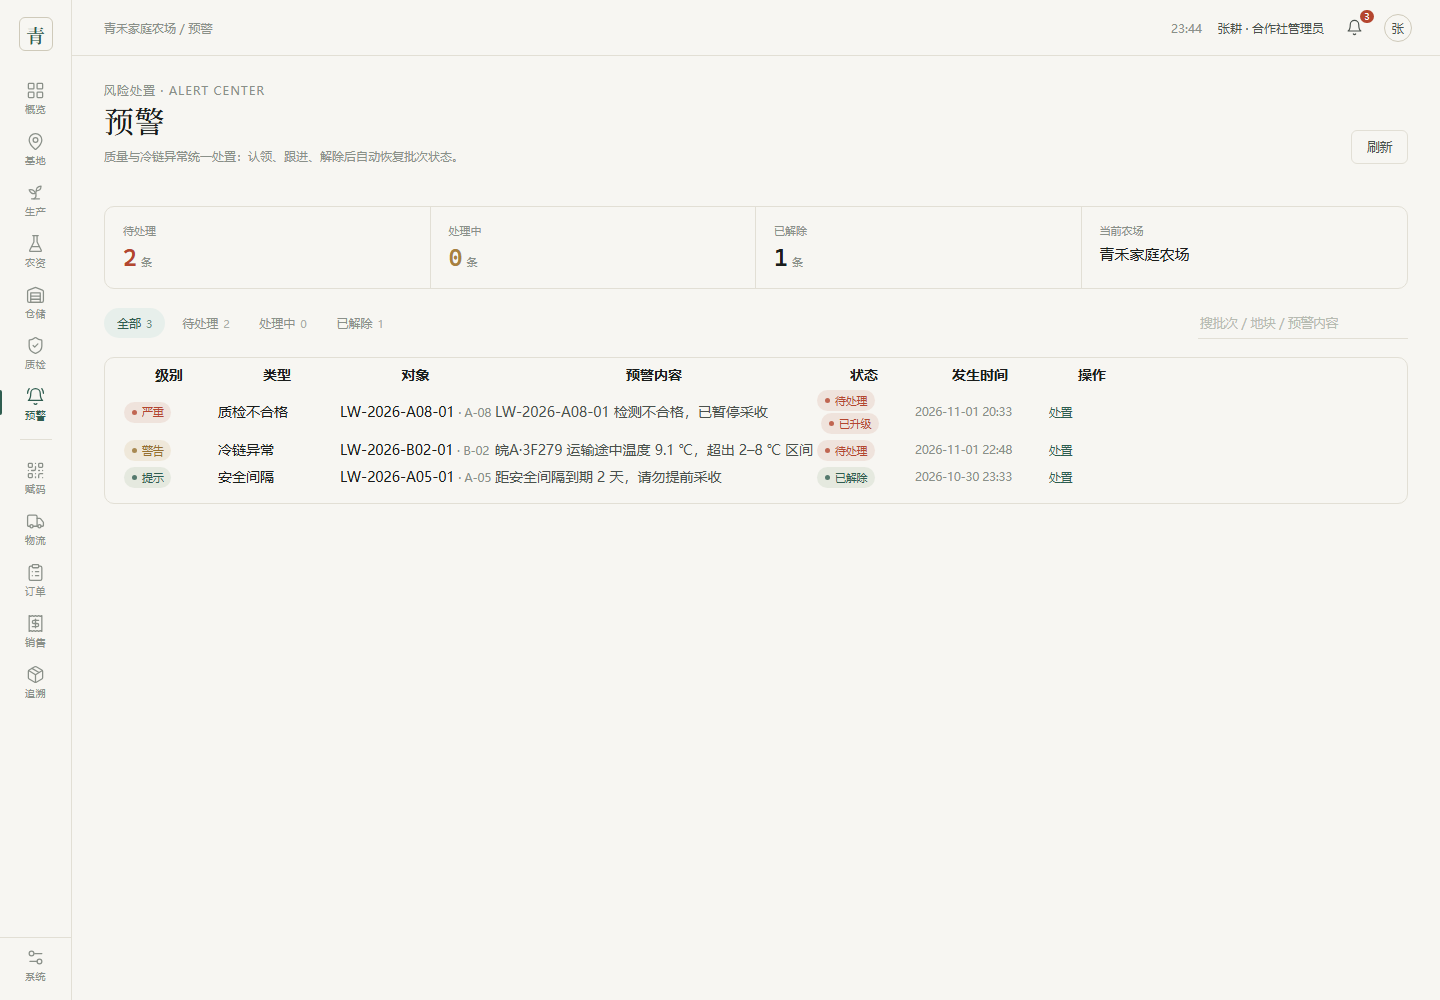 青
青禾家庭农场 / 预警
23:44 张耕 · 合作社管理员 3 张
概览
基地
生产
农资
仓储
质检
预警
赋码
物流
订单
销售
追溯
系统
风险处置 · ALERT CENTER
预警
质量与冷链异常统一处置：认领、跟进、解除后自动恢复批次状态。
刷新
待处理
2 条
处理中
0 条
已解除
1 条
当前农场
青禾家庭农场
全部 3 待处理 2 处理中 0 已解除 1
搜批次 / 地块 / 预警内容
级别 类型 对象 预警内容 状态 发生时间 操作
严重 质检不合格 LW-2026-A08-01 · A-08 LW-2026-A08-01 检测不合格，已暂停采收 待处理 已升级 2026-11-01 20:33 处置
警告 冷链异常 LW-2026-B02-01 · B-02 皖A·3F279 运输途中温度 9.1 ℃，超出 2–8 ℃ 区间 待处理 2026-11-01 22:48 处置
提示 安全间隔 LW-2026-A05-01 · A-05 距安全间隔到期 2 天，请勿提前采收 已解除 2026-10-30 23:33 处置